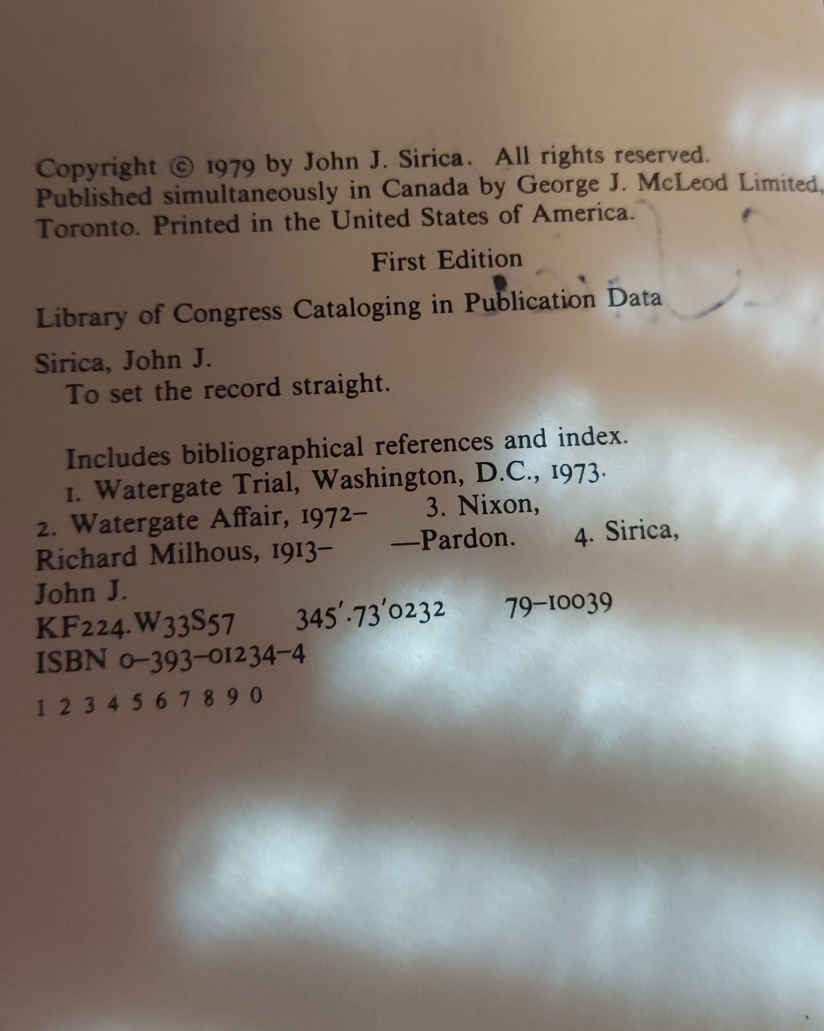 Copyright © 1979 by John J. Sirica. All rights reserved.
Published simultaneously in Canada by George J. McLeod Limited,
Toronto. Printed in the United States of America.
First Edition
Library of Congress Cataloging in Publication Data
Sirica, John J.
To set the record straight.
Includes bibliographical references and index.
1. Watergate Trial, Washington, D.C., 1973.
2. Watergate Affair, 1972– 3. Nixon,
Richard Milhous, 1913– —Pardon. 4. Sirica,
John J.
KF224.W33S57 345′.73′0232 79–10039
ISBN 0–393–01234–4
1 2 3 4 5 6 7 8 9 0